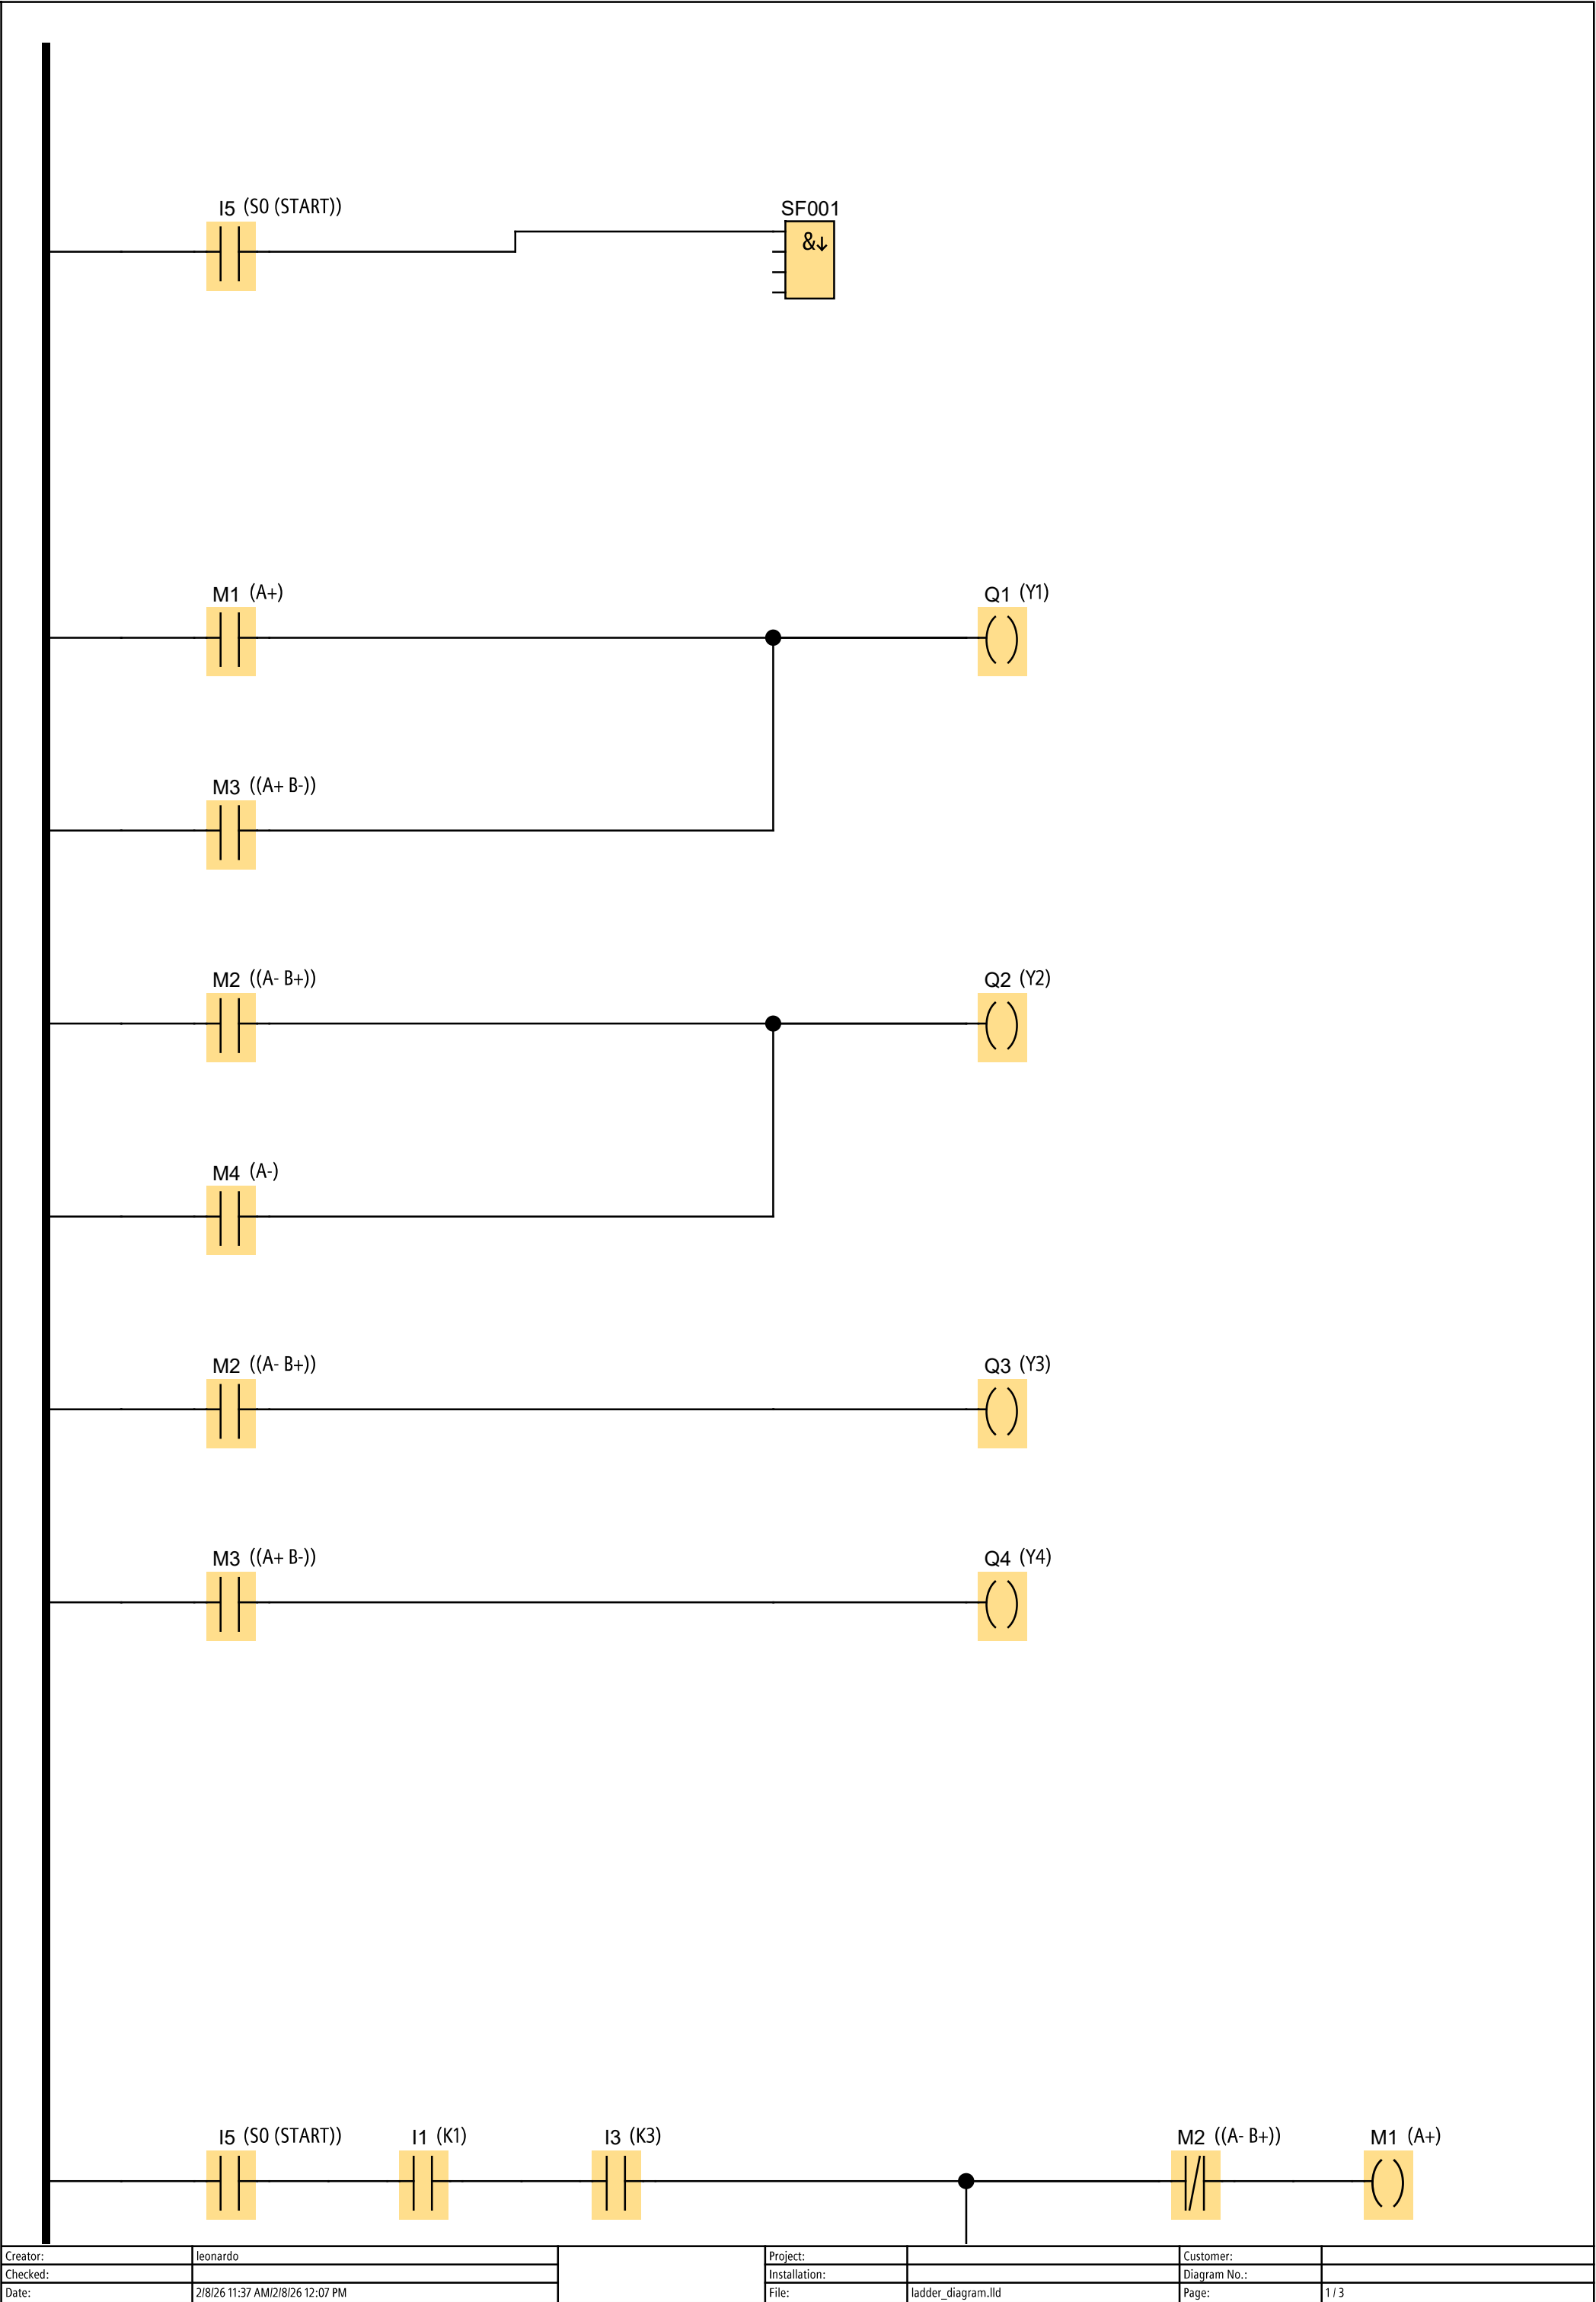 I5 (S0 (START)) SF001
&↓
M1 (A+) Q1 (Y1)
M3 ((A+ B-))
M2 ((A- B+)) Q2 (Y2)
M4 (A-)
M2 ((A- B+)) Q3 (Y3)
M3 ((A+ B-)) Q4 (Y4)
I5 (S0 (START)) I1 (K1) I3 (K3) M2 ((A- B+)) M1 (A+)
Creator: leonardo Project: Customer:
Checked: Installation: Diagram No.:
Date: 2/8/26 11:37 AM/2/8/26 12:07 PM File: ladder_diagram.lld Page: 1 / 3